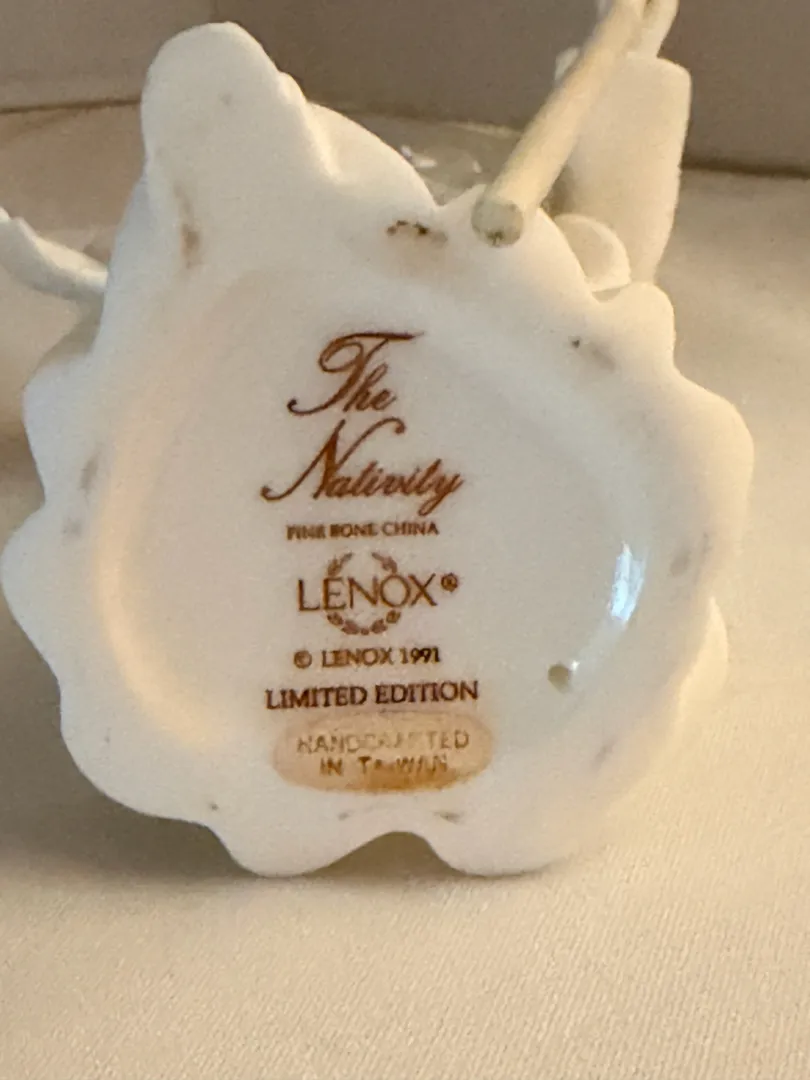 The
Nativity
FINE BONE CHINA
LENOX®
© LENOX 1991
LIMITED EDITION
HANDCRAFTED
IN TAIWAN